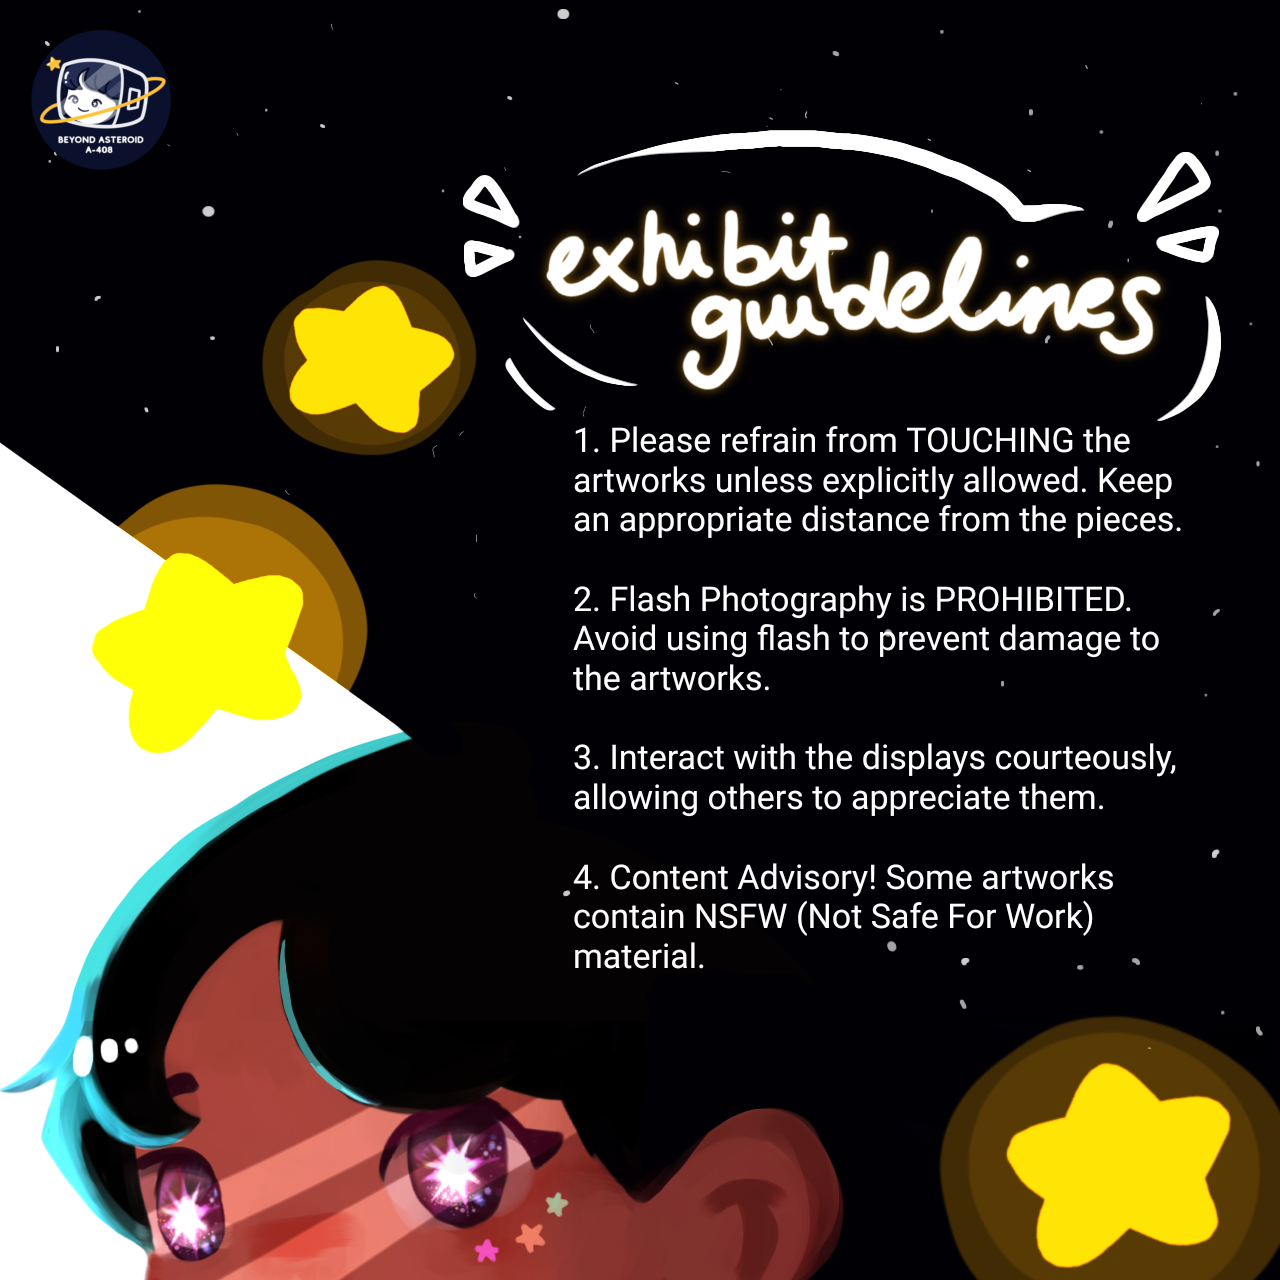 BEYOND ASTEROID
A-408
exhibit
guidelines
1. Please refrain from TOUCHING the
artworks unless explicitly allowed. Keep
an appropriate distance from the pieces.
2. Flash Photography is PROHIBITED.
Avoid using flash to prevent damage to
the artworks.
3. Interact with the displays courteously,
allowing others to appreciate them.
4. Content Advisory! Some artworks
contain NSFW (Not Safe For Work)
material.